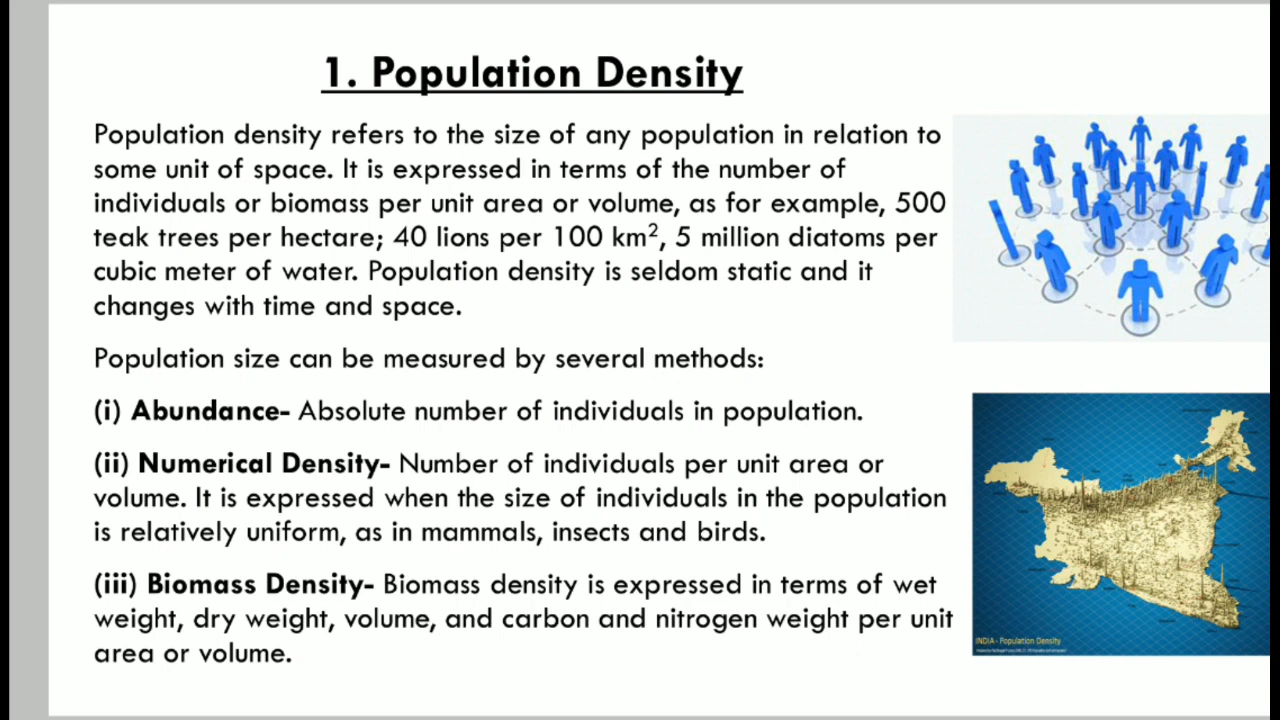 1. Population Density
Population density refers to the size of any population in relation to
some unit of space. It is expressed in terms of the number of
individuals or biomass per unit area or volume, as for example, 500
teak trees per hectare; 40 lions per 100 km², 5 million diatoms per
cubic meter of water. Population density is seldom static and it
changes with time and space.
Population size can be measured by several methods:
(i) Abundance- Absolute number of individuals in population.
(ii) Numerical Density- Number of individuals per unit area or
volume. It is expressed when the size of individuals in the population
is relatively uniform, as in mammals, insects and birds.
(iii) Biomass Density- Biomass density is expressed in terms of wet
weight, dry weight, volume, and carbon and nitrogen weight per unit
area or volume.
INDIA - Population Density